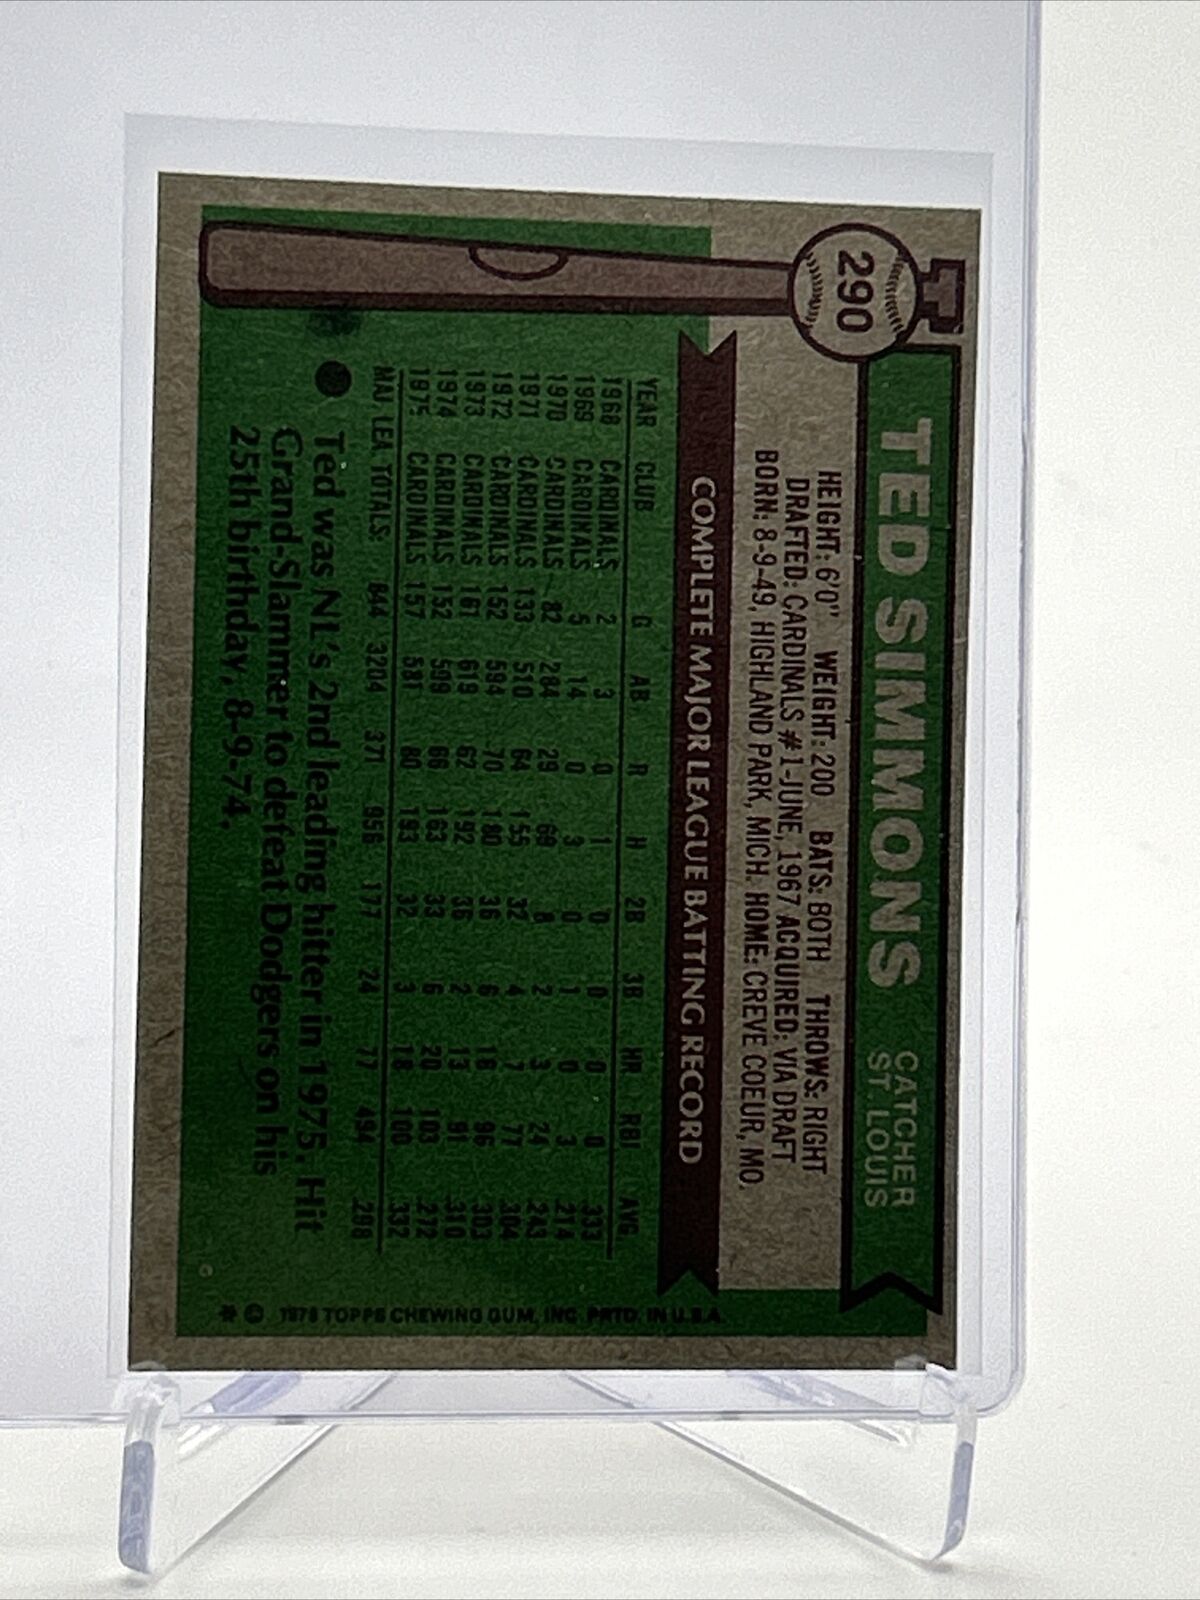 290
TED SIMMONS
CATCHER
ST. LOUIS
HEIGHT: 6'0" WEIGHT: 200 BATS: BOTH THROWS: RIGHT
DRAFTED: CARDINALS #1-JUNE, 1967 ACQUIRED: VIA DRAFT
BORN: 8-9-49, HIGHLAND PARK, MICH. HOME: CREVE COEUR, MO.
COMPLETE MAJOR LEAGUE BATTING RECORD
YEAR CLUB G AB R H 2B 3B HR RBI AVG.
1968 CARDINALS 2 3 0 1 0 0 0 0 .333
1969 CARDINALS 5 14 0 3 0 1 0 3 .214
1970 CARDINALS 82 284 29 69 8 2 3 24 .243
1971 CARDINALS 133 510 64 155 32 4 7 77 .304
1972 CARDINALS 152 594 70 180 36 6 16 96 .303
1973 CARDINALS 161 619 62 192 36 2 13 91 .310
1974 CARDINALS 152 599 66 163 33 6 20 103 .272
1975 CARDINALS 157 581 80 193 32 3 18 100 .332
MAJ. LEA. TOTALS 844 3204 371 956 177 24 77 494 .298
Ted was NL's 2nd leading hitter in 1975. Hit
Grand-Slammer to defeat Dodgers on his
25th birthday, 8-9-74.
* © 1976 TOPPS CHEWING GUM, INC. PRTD. IN U.S.A.